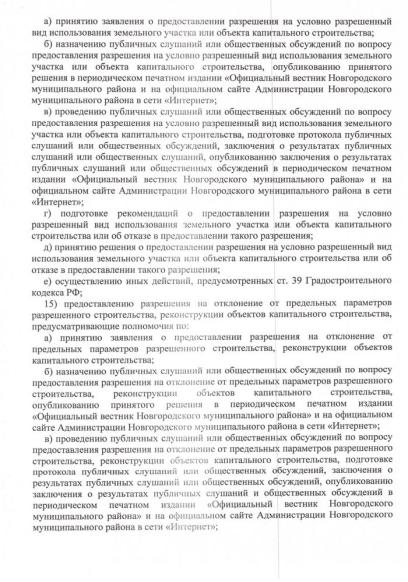 а) принятию заявления о предоставлении разрешения на условно разрешенный
вид использования земельного участка или объекта капитального строительства;
б) назначению публичных слушаний или общественных обсуждений по вопросу
предоставления разрешения на условно разрешенный вид использования земельного
участка или объекта капитального строительства, опубликованию принятого
решения в периодическом печатном издании «Официальный вестник Новгородского
муниципального района и на официальном сайте Администрации Новгородского
муниципального района в сети «Интернет»;
в) проведению публичных слушаний или общественных обсуждений по вопросу
предоставления разрешения на условно разрешенный вид использования земельного
участка или объекта капитального строительства, подготовке протокола публичных
слушаний или общественных обсуждений, заключения о результатах публичных
слушаний или общественных слушаний, опубликованию заключения о результатах
публичных слушаний или общественных обсуждений в периодическом печатном
издании «Официальный вестник Новгородского муниципального района» и на
официальном сайте Администрации Новгородского муниципального района в сети
«Интернет»;
г) подготовке рекомендаций о предоставлении разрешения на условно
разрешенный вид использования земельного участка или объекта капитального
строительства или об отказе в предоставлении такого разрешения;
д) принятию решения о предоставлении разрешения на условно разрешенный вид
использования земельного участка или объекта капитального строительства или об
отказе в предоставлении такого разрешения;
е) осуществлению иных действий, предусмотренных ст. 39 Градостроительного
кодекса РФ;
15) предоставлению разрешения на отклонение от предельных параметров
разрешенного строительства, реконструкции объектов капитального строительства,
предусматривающие полномочия по:
а) принятию заявления о предоставлении разрешения на отклонение от
предельных параметров разрешенного строительства, реконструкции объектов
капитального строительства;
б) назначению публичных слушаний или общественных обсуждений по вопросу
предоставления разрешения на отклонение от предельных параметров разрешенного
строительства, реконструкции объектов капитального строительства,
опубликованию принятого решения в периодическом печатном издании
«Официальный вестник Новгородского муниципального района» и на официальном
сайте Администрации Новгородского муниципального района в сети «Интернет»;
в) проведению публичных слушаний или общественных обсуждений по вопросу
предоставления разрешения на отклонение от предельных параметров разрешенного
строительства, реконструкции объектов капитального строительства, подготовке
протокола публичных слушаний или общественных обсуждений, заключения о
результатах публичных слушаний или общественных обсуждений, опубликованию
заключения о результатах публичных слушаний и общественных обсуждений в
периодическом печатном издании «Официальный вестник Новгородского
муниципального района» и на официальном сайте Администрации Новгородского
муниципального района в сети «Интернет»;